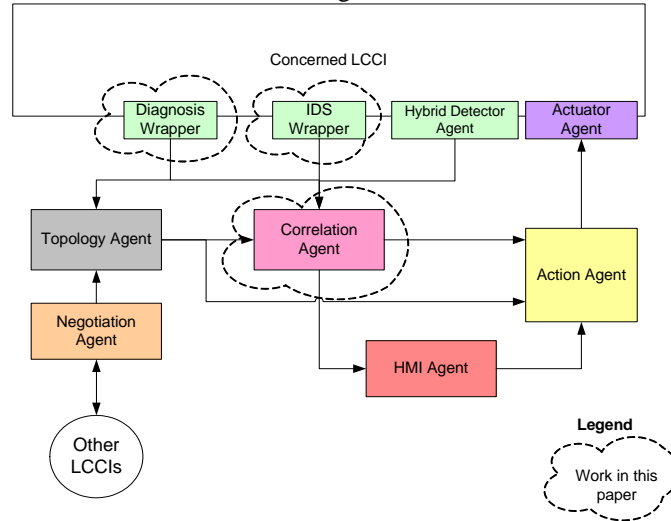 Concerned LCCI
Diagnosis
Wrapper
IDS
Wrapper
Hybrid Detector
Agent
Actuator
Agent
Topology Agent
Correlation
Agent
Action Agent
Negotiation
Agent
HMI Agent
Other
LCCIs
Legend
Work in this
paper